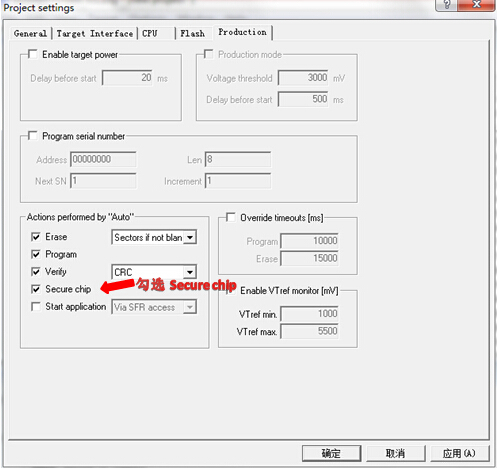 Project settings
General
Target Interface
CPU
Flash
Production
Enable target power
Delay before start 20 ms
Production mode
Voltage threshold 3000 mV
Delay before start 500 ms
Program serial number
Address 00000000 Len 8
Next SN 1 Increment 1
Actions performed by "Auto"
Erase Sectors if not blan
Program
Verify CRC
Secure chip
勾选 Secure chip
Start application Via SFR access
Override timeouts [ms]
Program 10000
Erase 15000
Enable VTref monitor [mV]
VTref min. 1000
VTref max. 5500
确定 取消 应用(A)